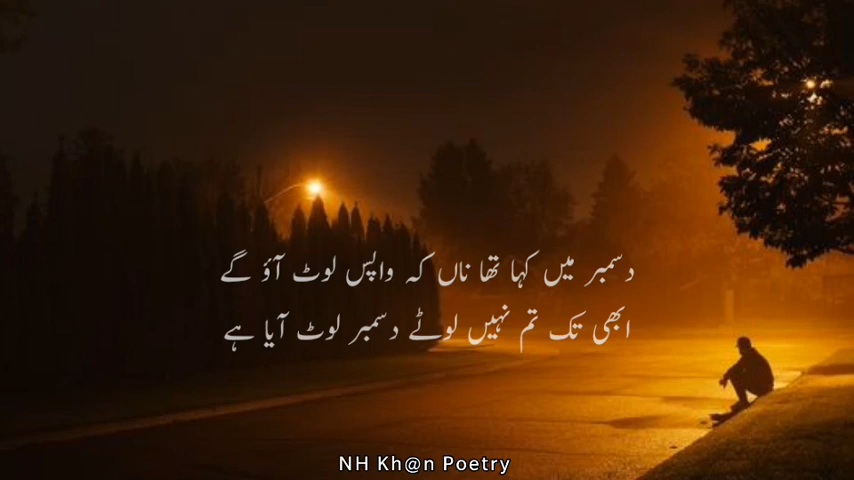 دسمبر میں کہا تھا ناں کہ واپس لوٹ آؤ گے
ابھی تک تم نہیں لوٹے دسمبر لوٹ آیا ہے
NH Kh@n Poetry